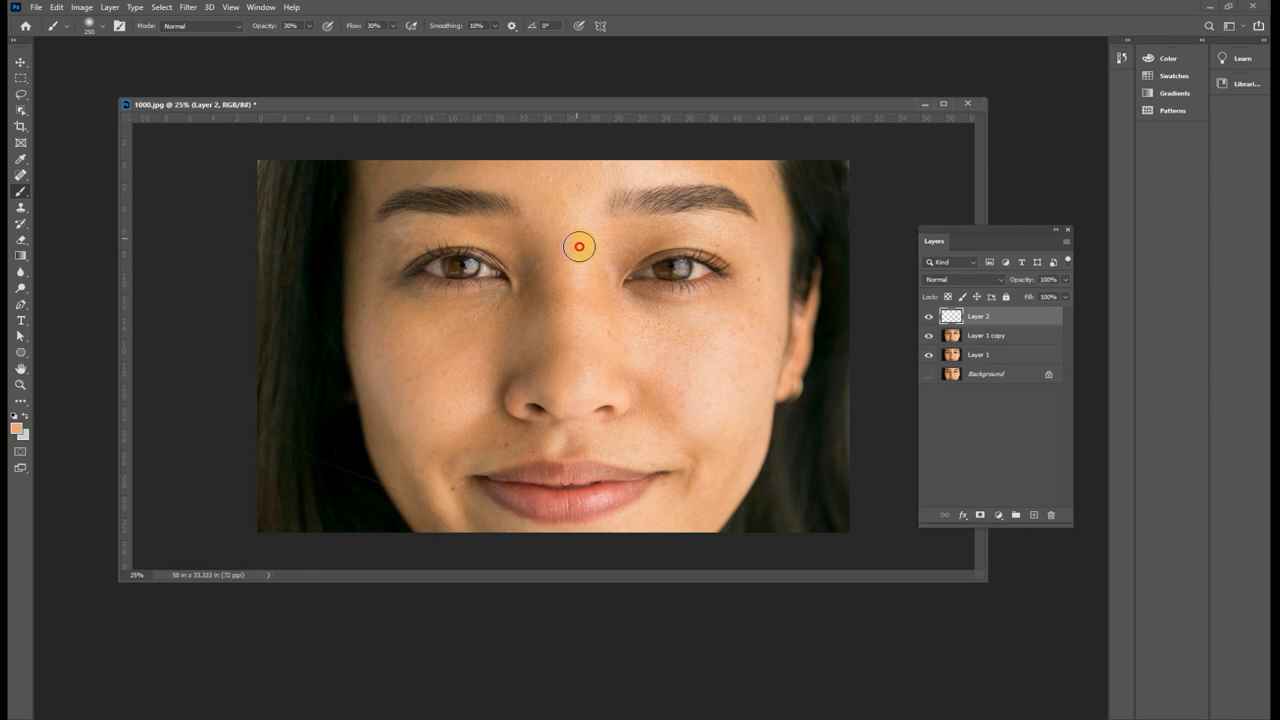 Ps File Edit Image Layer Type Select Filter 3D View Window Help
250 Mode: Normal Opacity: 30% Flow: 30% Smoothing: 10% 0°
1000.jpg @ 25% (Layer 2, RGB/8#) *
Color
Swatches
Gradients
Patterns
Learn
Librari...
Layers
Kind
Normal Opacity: 100%
Lock: Fill: 100%
Layer 2
Layer 1 copy
Layer 1
Background
25% 50 in x 33.333 in (72 ppi)